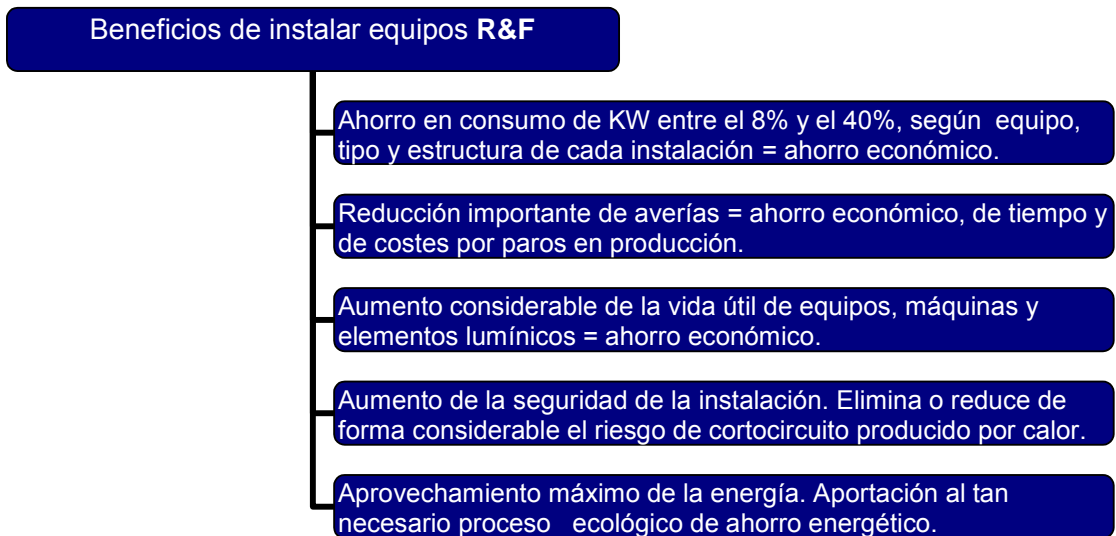 Beneficios de instalar equipos R&F
Ahorro en consumo de KW entre el 8% y el 40%, según equipo,
tipo y estructura de cada instalación = ahorro económico.
Reducción importante de averías = ahorro económico, de tiempo y
de costes por paros en producción.
Aumento considerable de la vida útil de equipos, máquinas y
elementos lumínicos = ahorro económico.
Aumento de la seguridad de la instalación. Elimina o reduce de
forma considerable el riesgo de cortocircuito producido por calor.
Aprovechamiento máximo de la energía. Aportación al tan
necesario proceso ecológico de ahorro energético.